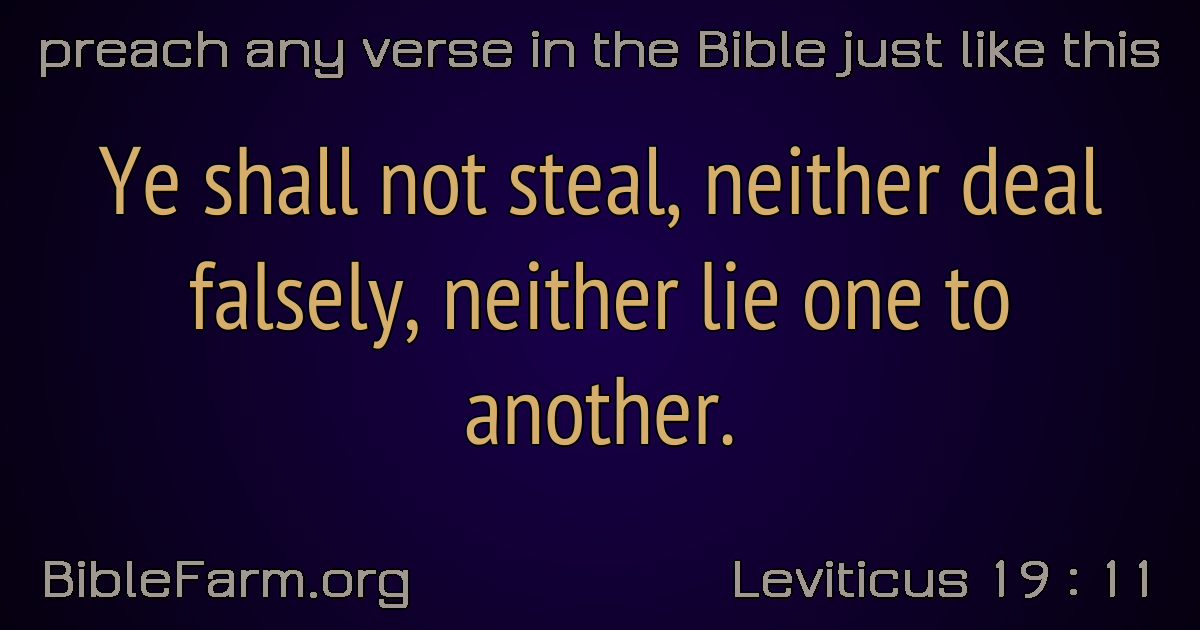 preach any verse in the Bible just like this
Ye shall not steal, neither deal
falsely, neither lie one to
another.
BibleFarm.org
Leviticus 19 : 11